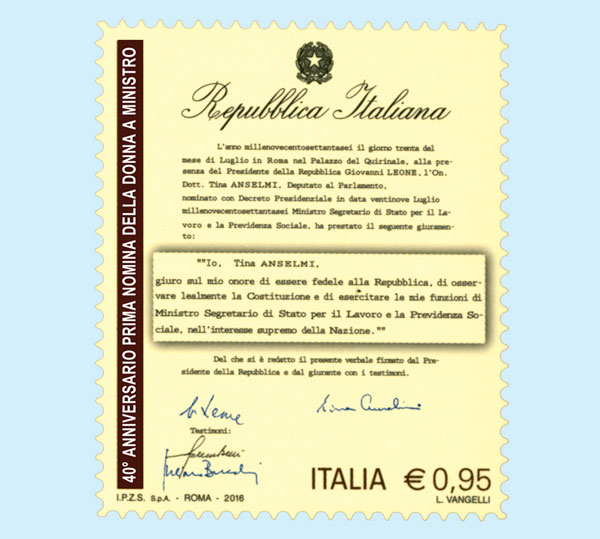 40° ANNIVERSARIO PRIMA NOMINA DELLA DONNA A MINISTRO
Repubblica Italiana
L'anno millenovecentosettantasei il giorno trenta del
mese di Luglio in Roma nel Palazzo del Quirinale, alla pre-
senza del Presidente della Repubblica Giovanni LEONE, l'On.
Dott. Tina ANSELMI, Deputato al Parlamento,
nominato con Decreto Presidenziale in data ventinove Luglio
millenovecentosettantasei Ministro Segretario di Stato per il La-
voro e la Previdenza Sociale, ha prestato il seguente giuramen-
to:
""Io, Tina ANSELMI,
giuro sul mio onore di essere fedele alla Repubblica, di osser-
vare lealmente la Costituzione e di esercitare le mie funzioni di
Ministro Segretario di Stato per il Lavoro e la Previdenza So-
ciale, nell'interesse supremo della Nazione.""
Del che si è redatto il presente verbale firmato dal Pre-
sidente della Repubblica e dal giurante con i testimoni.
G. Leone
Tina Anselmi
Testimoni:
ITALIA € 0,95
L. VANGELLI
I.P.Z.S. S.p.A. - ROMA - 2016